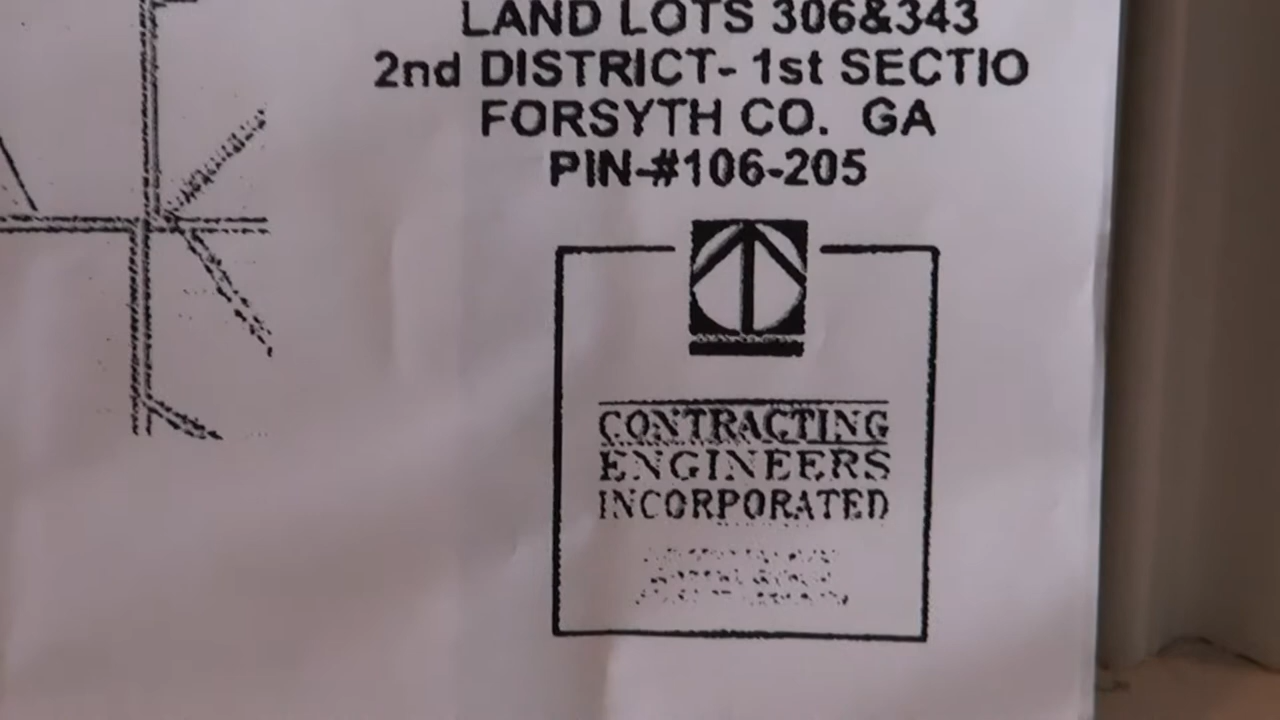 LAND LOTS 306&343
2nd DISTRICT- 1st SECTIO
FORSYTH CO. GA
PIN-#106-205
CONTRACTING
ENGINEERS
INCORPORATED